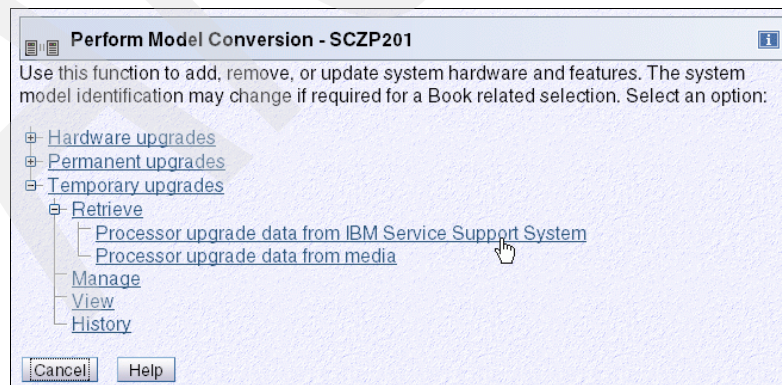 Perform Model Conversion - SCZP201
Use this function to add, remove, or update system hardware and features. The system
model identification may change if required for a Book related selection. Select an option:
Hardware upgrades
Permanent upgrades
Temporary upgrades
Retrieve
Processor upgrade data from IBM Service Support System
Processor upgrade data from media
Manage
View
History
Cancel Help